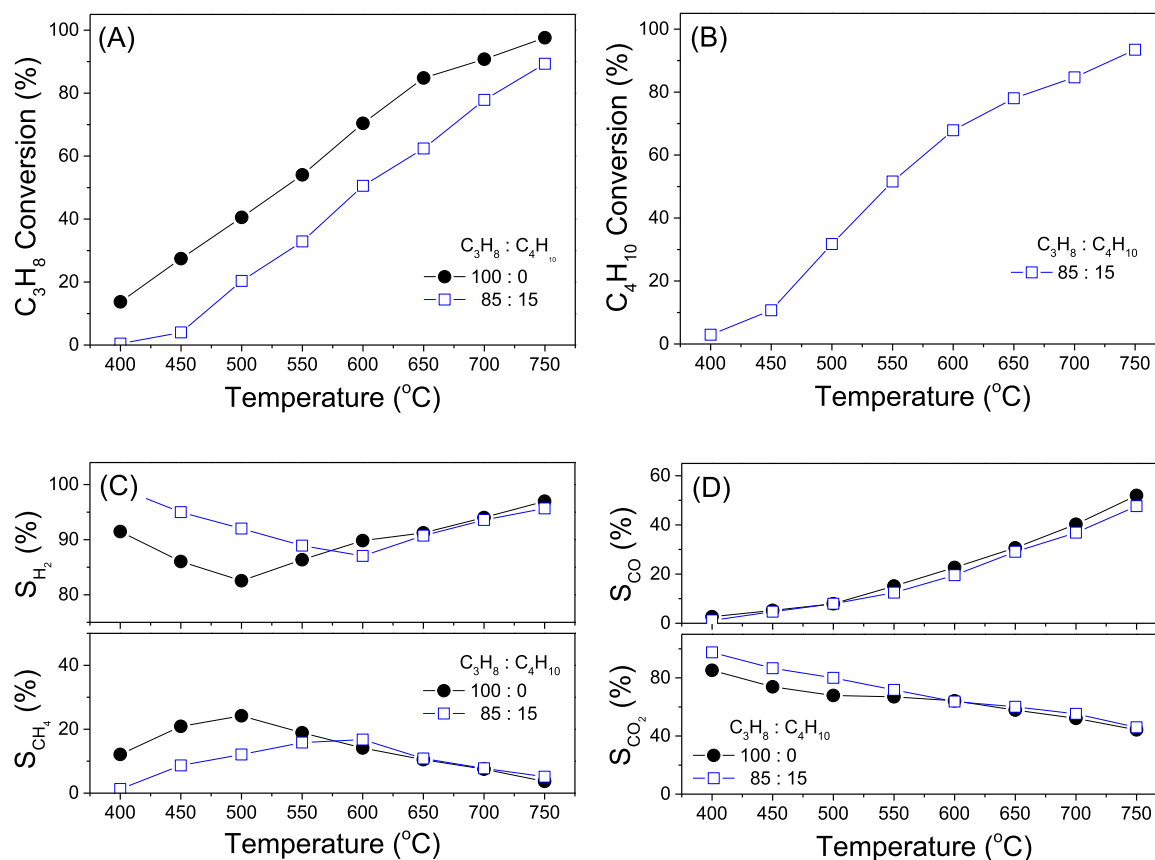 (A)
C₃H₈ Conversion (%)
100
80
60
40
20
0
C₃H₈ : C₄H₁₀
100 : 0
85 : 15
400 450 500 550 600 650 700 750
Temperature (°C)
(B)
C₄H₁₀ Conversion (%)
100
80
60
40
20
0
C₃H₈ : C₄H₁₀
85 : 15
400 450 500 550 600 650 700 750
Temperature (°C)
(C)
S_H₂ (%)
100
90
80
S_CH₄ (%)
40
20
0
C₃H₈ : C₄H₁₀
100 : 0
85 : 15
400 450 500 550 600 650 700 750
Temperature (°C)
(D)
S_CO (%)
60
40
20
0
S_CO₂ (%)
80
40
0
C₃H₈ : C₄H₁₀
100 : 0
85 : 15
400 450 500 550 600 650 700 750
Temperature (°C)